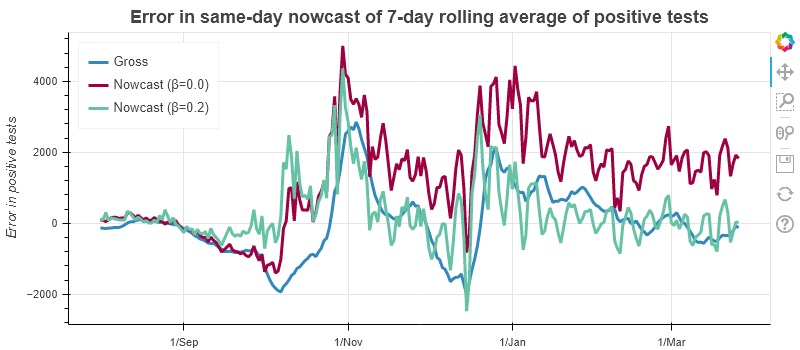 Error in same-day nowcast of 7-day rolling average of positive tests
Gross
Nowcast (β=0.0)
Nowcast (β=0.2)
Error in positive tests
4000
2000
0
−2000
1/Sep
1/Nov
1/Jan
1/Mar